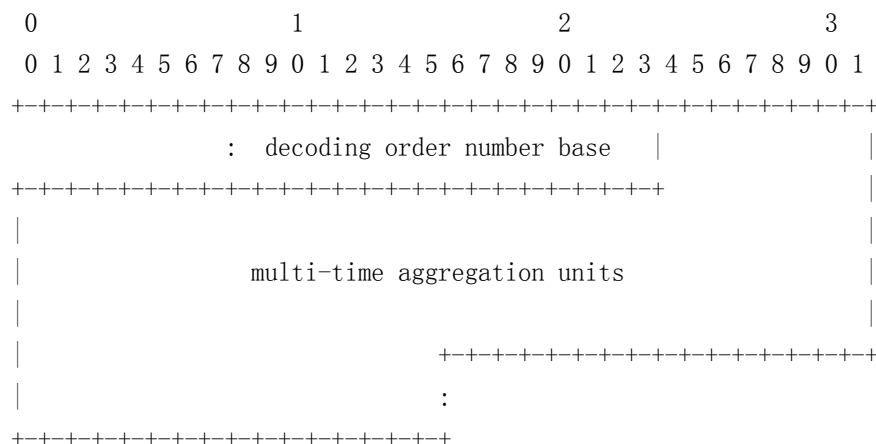 0                   1                   2                   3
0 1 2 3 4 5 6 7 8 9 0 1 2 3 4 5 6 7 8 9 0 1 2 3 4 5 6 7 8 9 0 1
+-+-+-+-+-+-+-+-+-+-+-+-+-+-+-+-+-+-+-+-+-+-+-+-+-+-+-+-+-+-+-+-+
                :  decoding order number base   |               |
+-+-+-+-+-+-+-+-+-+-+-+-+-+-+-+-+-+-+-+-+-+-+-+-+               |
|                                                               |
|                 multi-time aggregation units                  |
|                                                               |
|                               +-+-+-+-+-+-+-+-+-+-+-+-+-+-+-+-+
|                               :
+-+-+-+-+-+-+-+-+-+-+-+-+-+-+-+-+